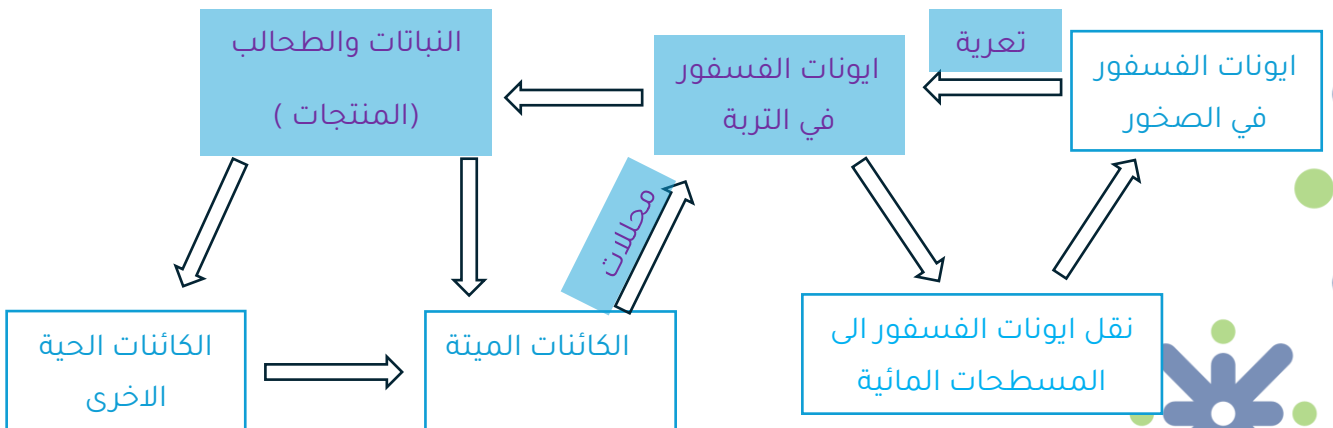 ايونات الفسفور
في الصخور
تعرية
ايونات الفسفور
في التربة
النباتات والطحالب
(المنتجات )
محللات
نقل ايونات الفسفور الى
المسطحات المائية
الكائنات الميتة
الكائنات الحية
الاخرى